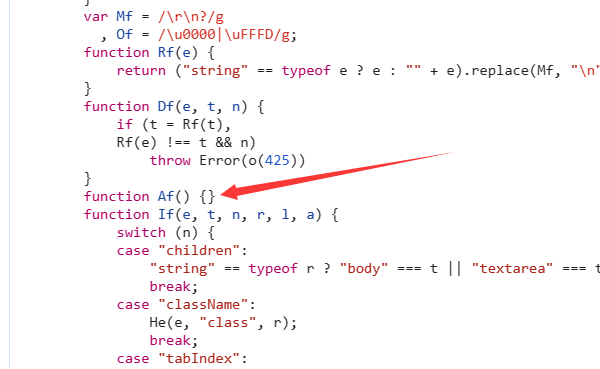 }
var Mf = /\r\n?/g
, Of = /\u0000|\uFFFD/g;
function Rf(e) {
return ("string" == typeof e ? e : "" + e).replace(Mf, "\n"
}
function Df(e, t, n) {
if (t = Rf(t),
Rf(e) !== t && n)
throw Error(o(425))
}
function Af() {}
function If(e, t, n, r, l, a) {
switch (n) {
case "children":
"string" == typeof r ? "body" === t || "textarea" === t
break;
case "className":
He(e, "class", r);
break;
case "tabIndex":